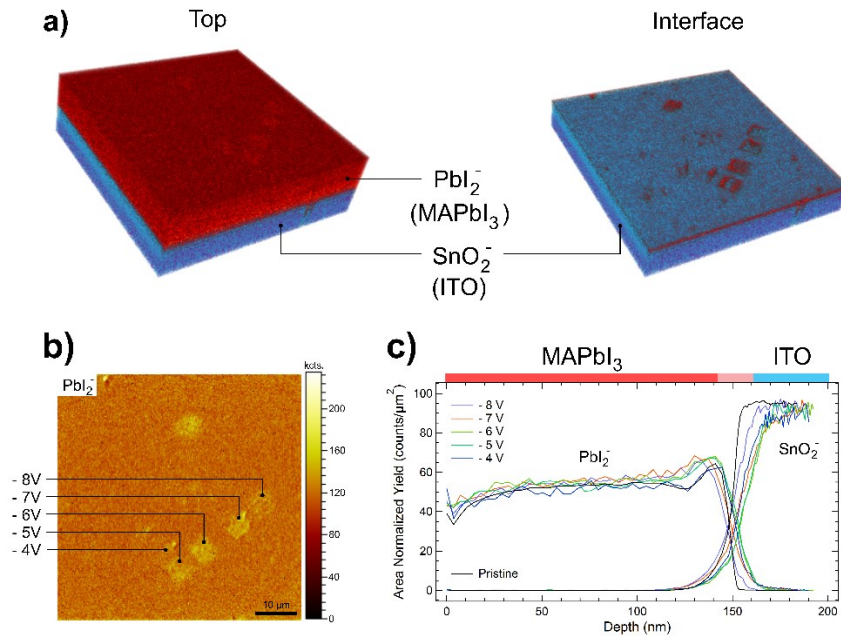 a)
Top
Interface
PbI₂⁻
(MAPbI₃)
SnO₂⁻
(ITO)
b)
PbI₂⁻
kcts.
200
160
120
80
40
0
- 8V
- 7V
- 6V
- 5V
- 4V
10 μm
c)
MAPbI₃
ITO
Area Normalized Yield (counts/μm²)
100
80
60
40
20
0
- 8 V
- 7 V
- 6 V
- 5 V
- 4 V
PbI₂⁻
SnO₂⁻
Pristine
0
50
100
150
200
Depth (nm)